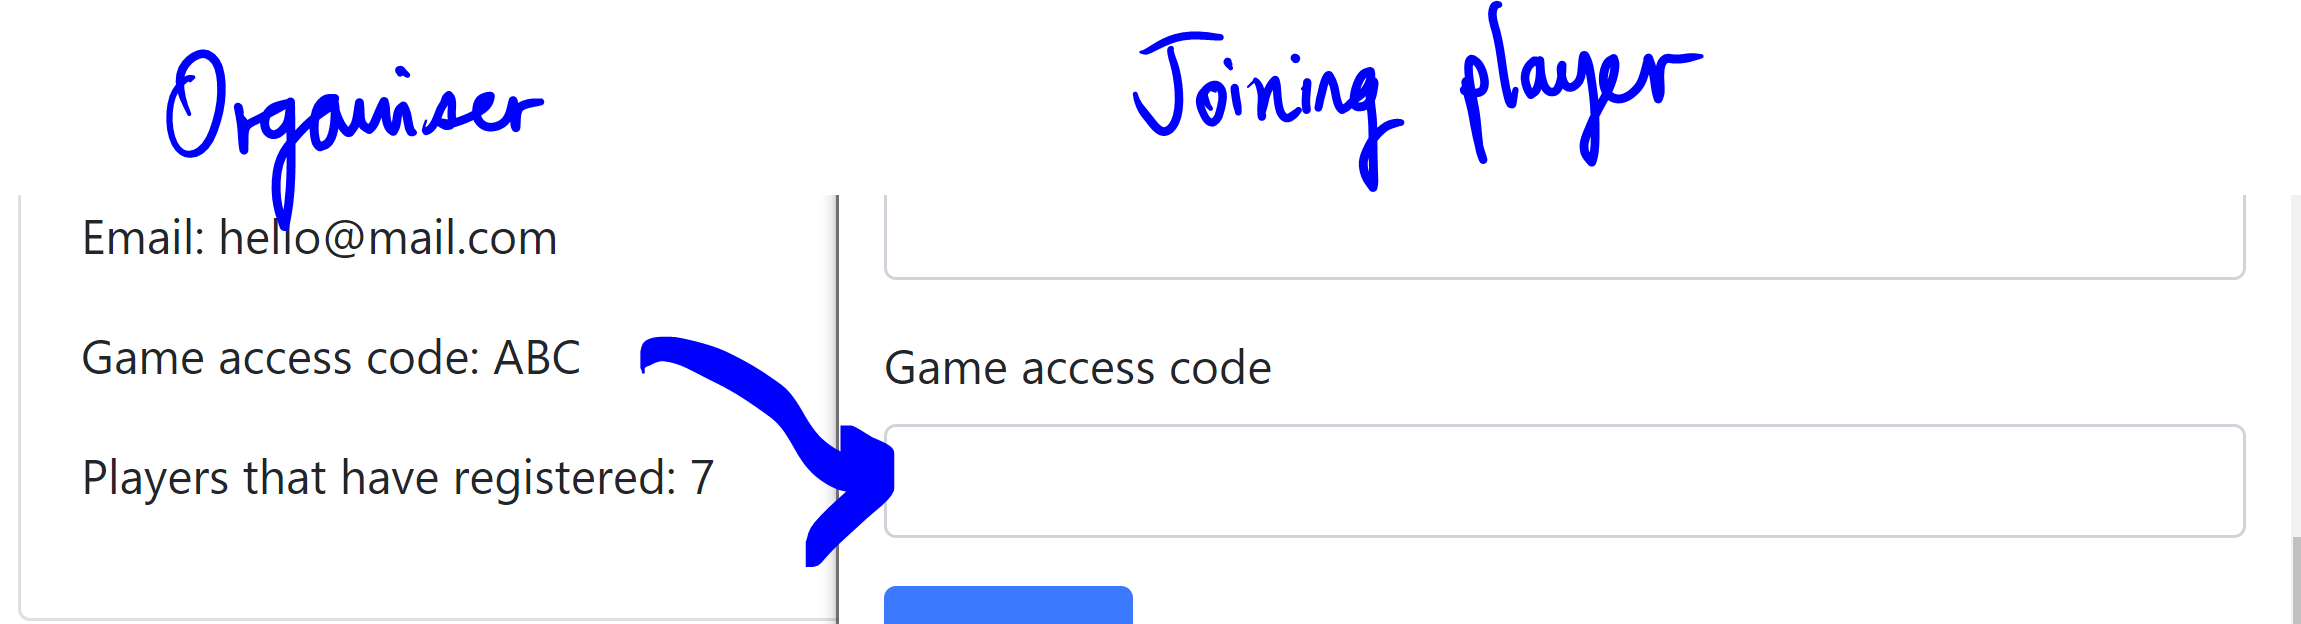 Organiser
Joining player
Email: hello@mail.com
Game access code: ABC
Players that have registered: 7
Game access code